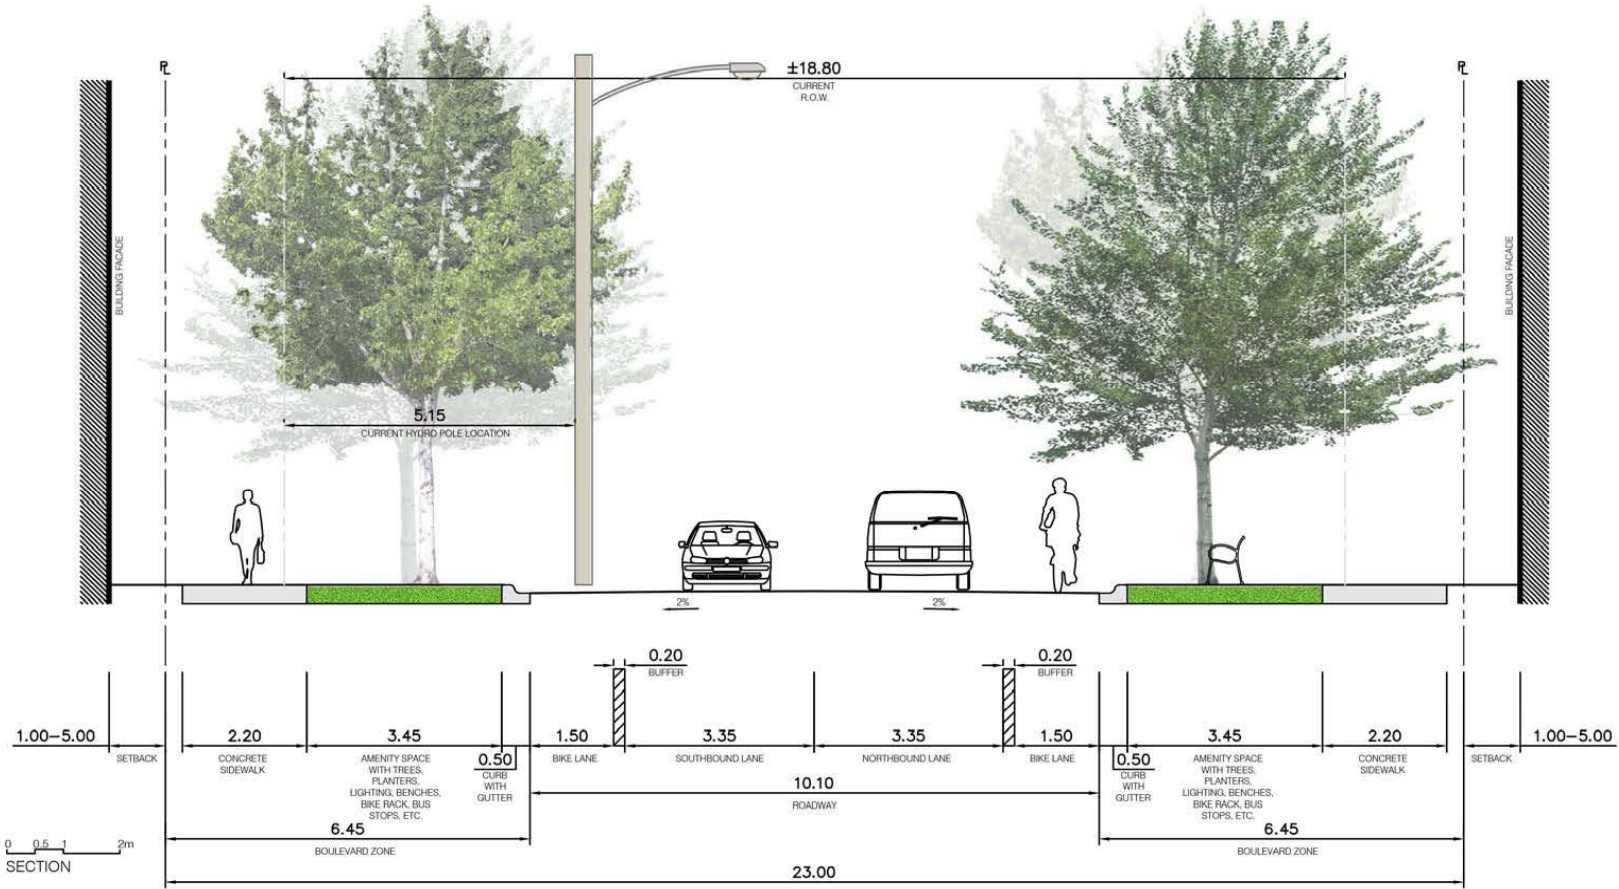 ±18.80
CURRENT
R.O.W.
BUILDING FACADE
BUILDING FACADE
5.15
CURRENT HYDRO POLE LOCATION
2%
2%
0.20
BUFFER
0.20
BUFFER
1.00–5.00
SETBACK
2.20
CONCRETE
SIDEWALK
3.45
AMENITY SPACE
WITH TREES,
PLANTERS,
LIGHTING, BENCHES,
BIKE RACK, BUS
STOPS, ETC.
0.50
CURB
WITH
GUTTER
1.50
BIKE LANE
3.35
SOUTHBOUND LANE
3.35
NORTHBOUND LANE
1.50
BIKE LANE
0.50
CURB
WITH
GUTTER
3.45
AMENITY SPACE
WITH TREES,
PLANTERS,
LIGHTING, BENCHES,
BIKE RACK, BUS
STOPS, ETC.
2.20
CONCRETE
SIDEWALK
SETBACK
1.00–5.00
10.10
ROADWAY
6.45
BOULEVARD ZONE
6.45
BOULEVARD ZONE
23.00
0 0.5 1 2m
SECTION